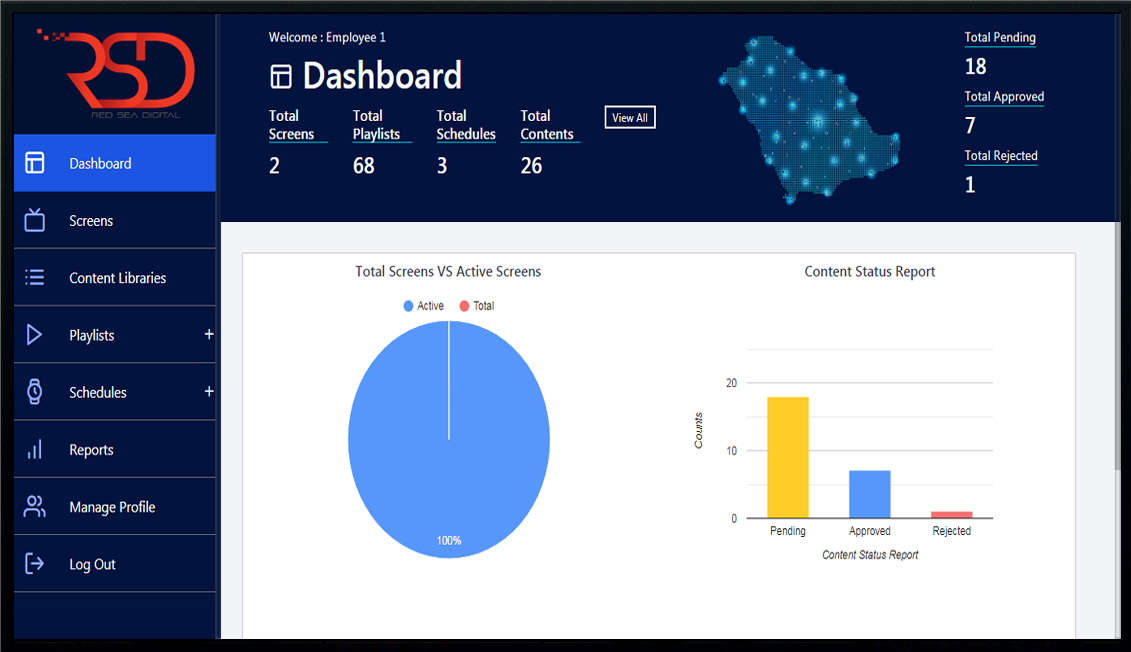 RSD
RED SEA DIGITAL
Dashboard
Screens
Content Libraries
Playlists +
Schedules +
Reports
Manage Profile
Log Out
Welcome : Employee 1
Dashboard
Total Screens
2
Total Playlists
68
Total Schedules
3
Total Contents
26
View All
Total Pending
18
Total Approved
7
Total Rejected
1
Total Screens VS Active Screens
Active Total
100%
Content Status Report
Counts
20
10
0
Pending Approved Rejected
Content Status Report